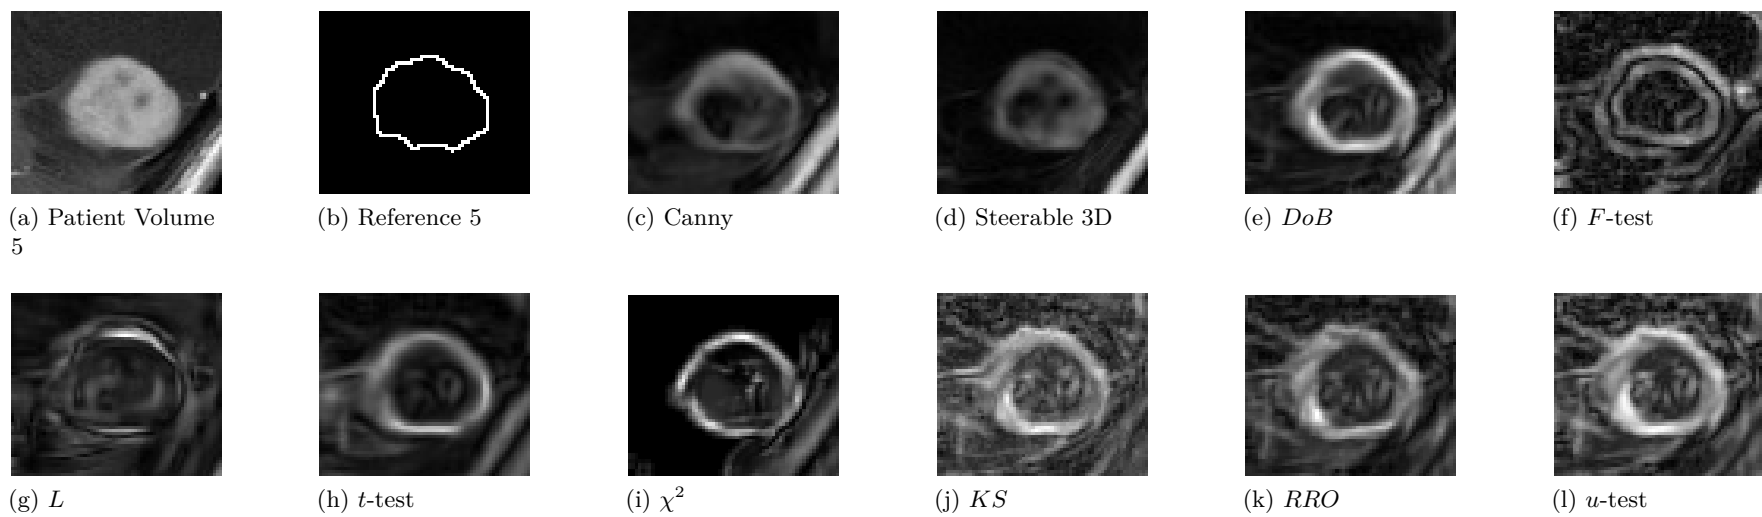 (a) Patient Volume
5
(b) Reference 5
(c) Canny
(d) Steerable 3D
(e) DoB
(f) F-test
(g) L
(h) t-test
(i) χ²
(j) KS
(k) RRO
(l) u-test